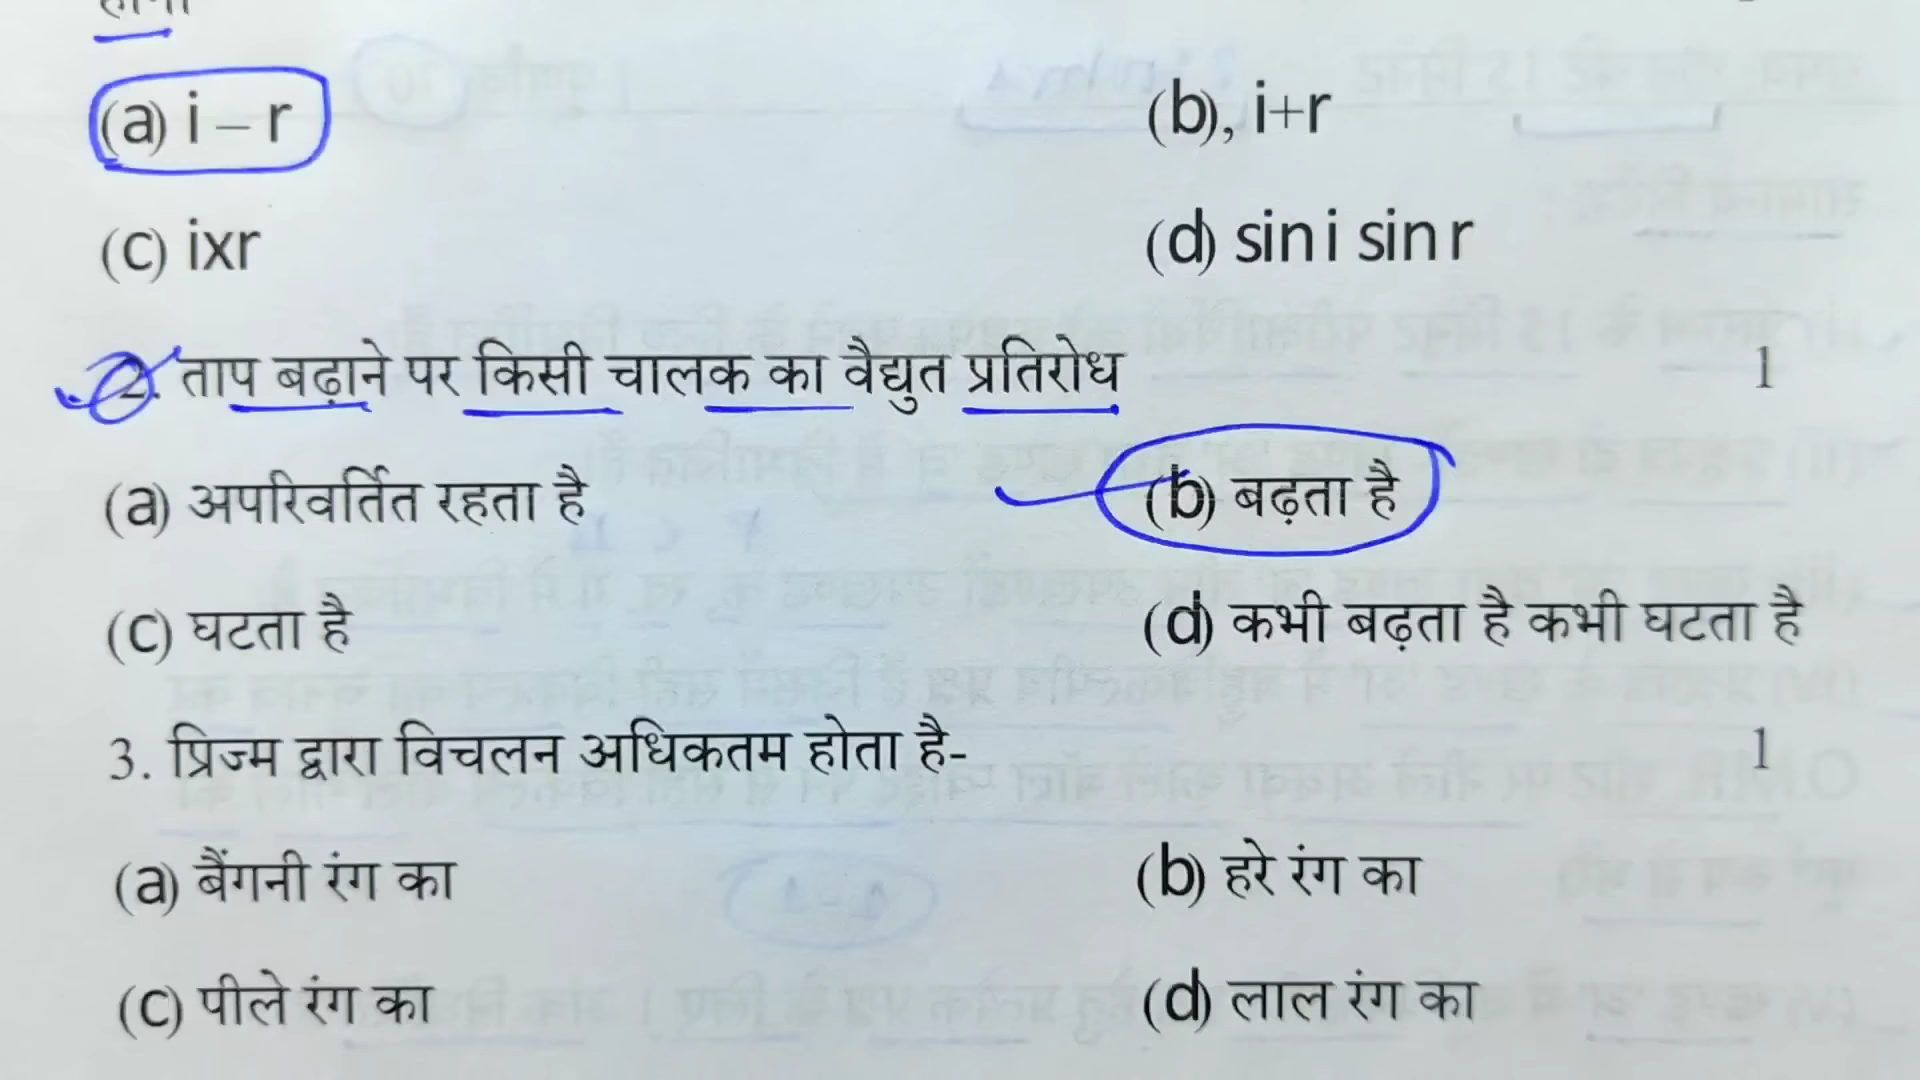 (a) i – r
(b), i+r
(c) ixr
(d) sin i sin r
2. ताप बढ़ाने पर किसी चालक का वैद्युत प्रतिरोध 1
(a) अपरिवर्तित रहता है
(b) बढ़ता है
(c) घटता है
(d) कभी बढ़ता है कभी घटता है
3. प्रिज्म द्वारा विचलन अधिकतम होता है- 1
(a) बैंगनी रंग का
(b) हरे रंग का
(c) पीले रंग का
(d) लाल रंग का